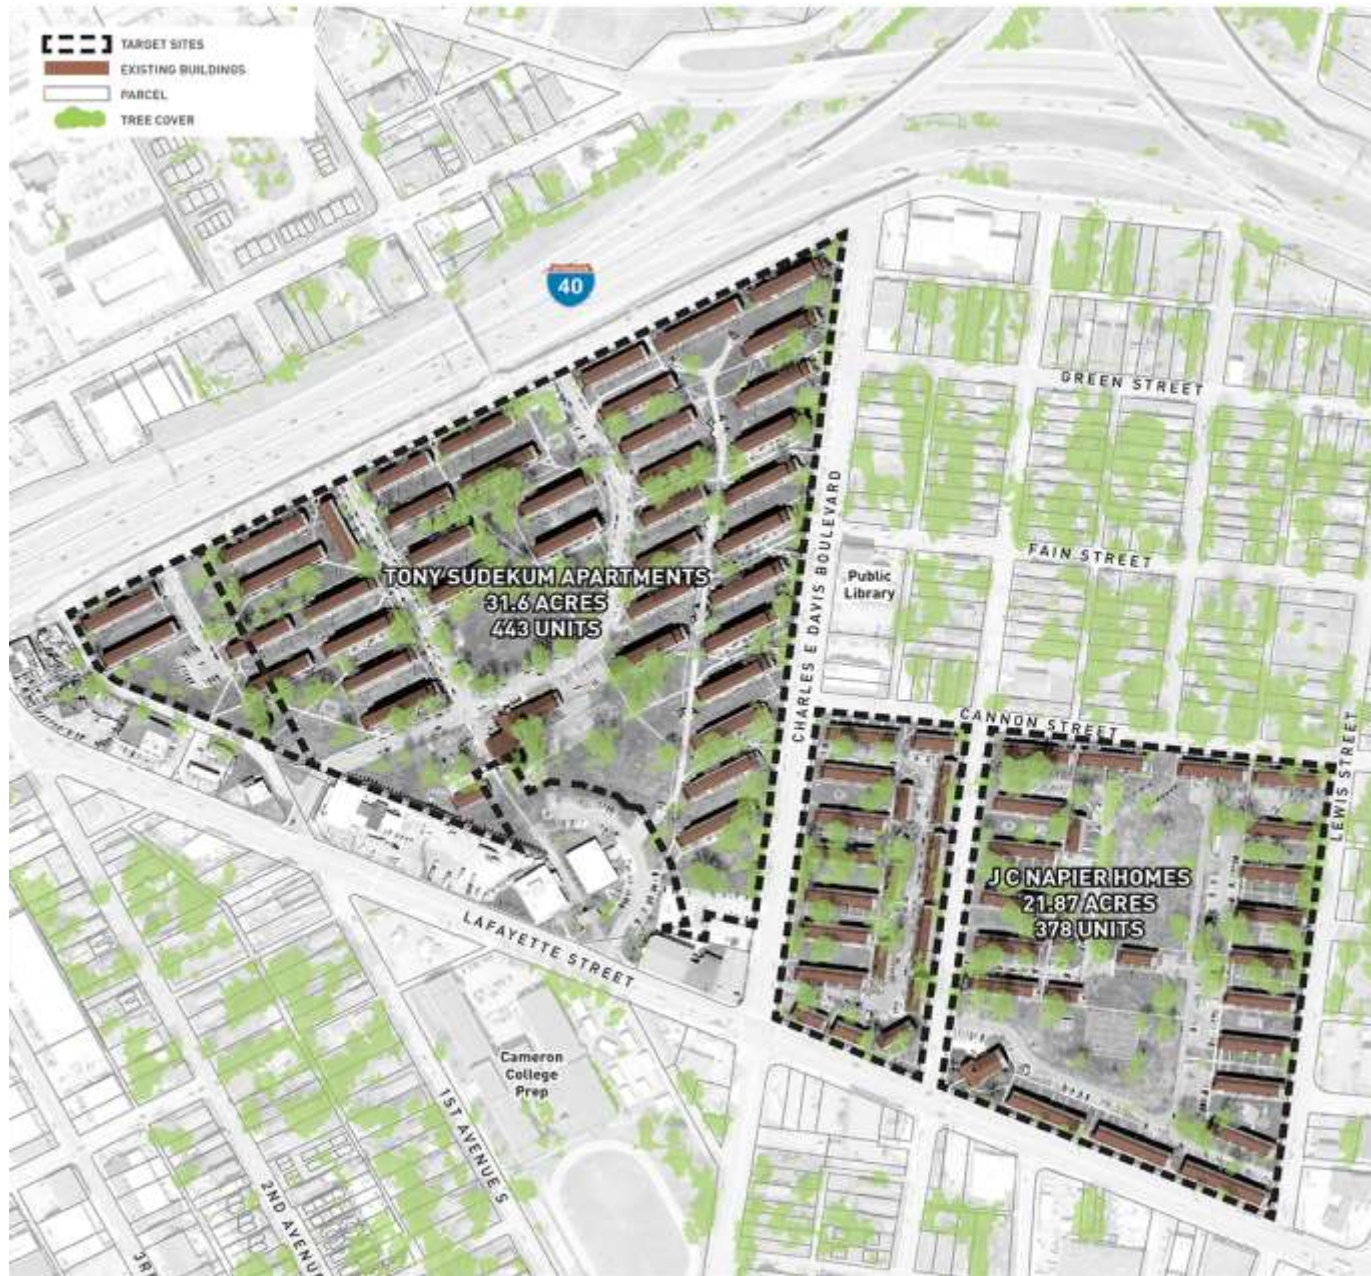 TARGET SITES
EXISTING BUILDINGS
PARCEL
TREE COVER
40
GREEN STREET
FAIN STREET
TONY SUDEKUM APARTMENTS
31.6 ACRES
443 UNITS
Public
Library
CHARLES E DAVIS BOULEVARD
CANNON STREET
LEWIS STREET
J C NAPIER HOMES
21.87 ACRES
378 UNITS
LAFAYETTE STREET
Cameron
College
Prep
1ST AVENUE S
2ND AVENU
3R